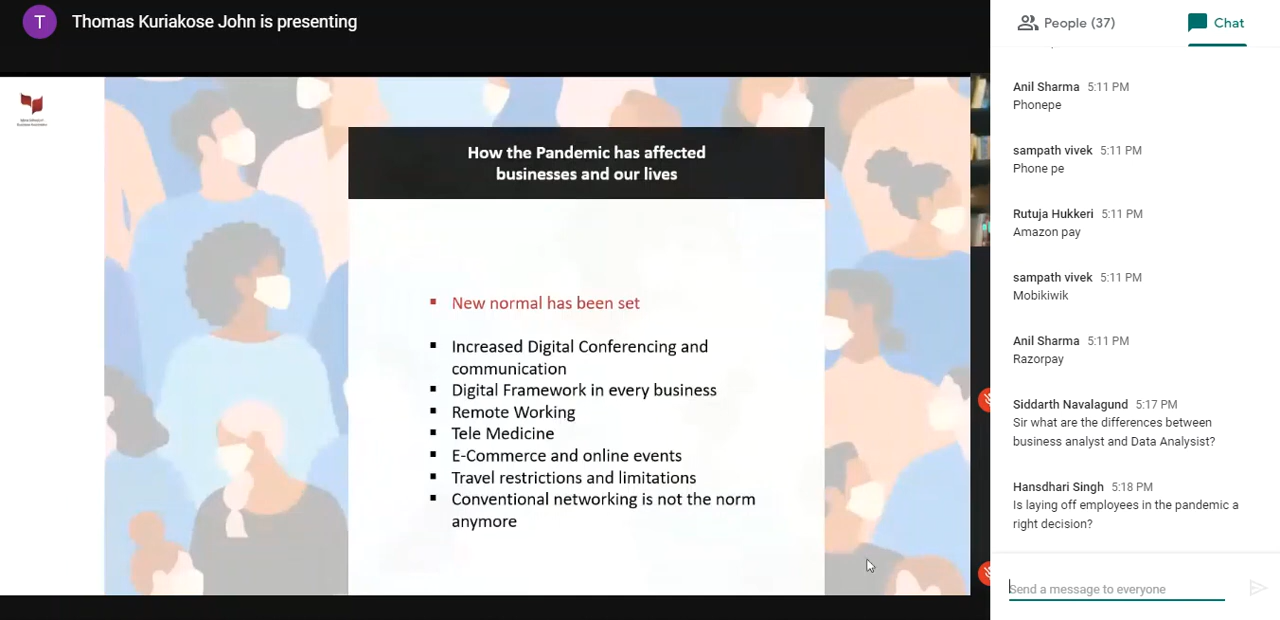 T
Thomas Kuriakose John is presenting
How the Pandemic has affected
businesses and our lives
▪ New normal has been set
▪ Increased Digital Conferencing and
communication
▪ Digital Framework in every business
▪ Remote Working
▪ Tele Medicine
▪ E-Commerce and online events
▪ Travel restrictions and limitations
▪ Conventional networking is not the norm
anymore
People (37)
Chat
Anil Sharma 5:11 PM
Phonepe
sampath vivek 5:11 PM
Phone pe
Rutuja Hukkeri 5:11 PM
Amazon pay
sampath vivek 5:11 PM
Mobikiwik
Anil Sharma 5:11 PM
Razorpay
Siddarth Navalagund 5:17 PM
Sir what are the differences between
business analyst and Data Analysist?
Hansdhari Singh 5:18 PM
Is laying off employees in the pandemic a
right decision?
Send a message to everyone